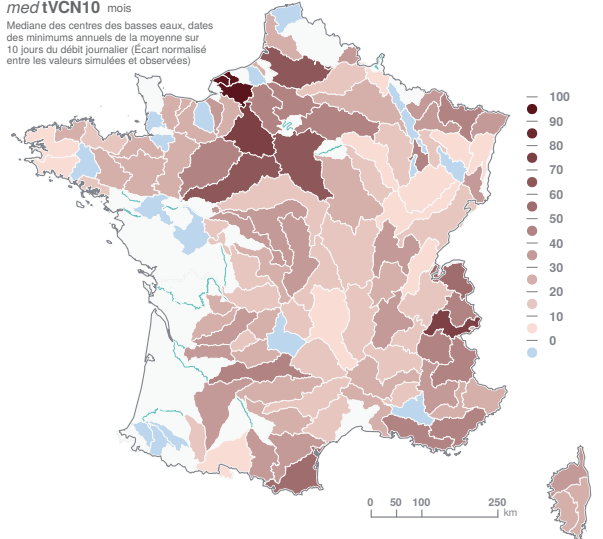 med tVCN10 mois
Mediane des centres des basses eaux, dates
des minimums annuels de la moyenne sur
10 jours du débit journalier (Écart normalisé
entre les valeurs simulées et observées)
100
90
80
70
60
50
40
30
20
10
0
0 50 100 250
km